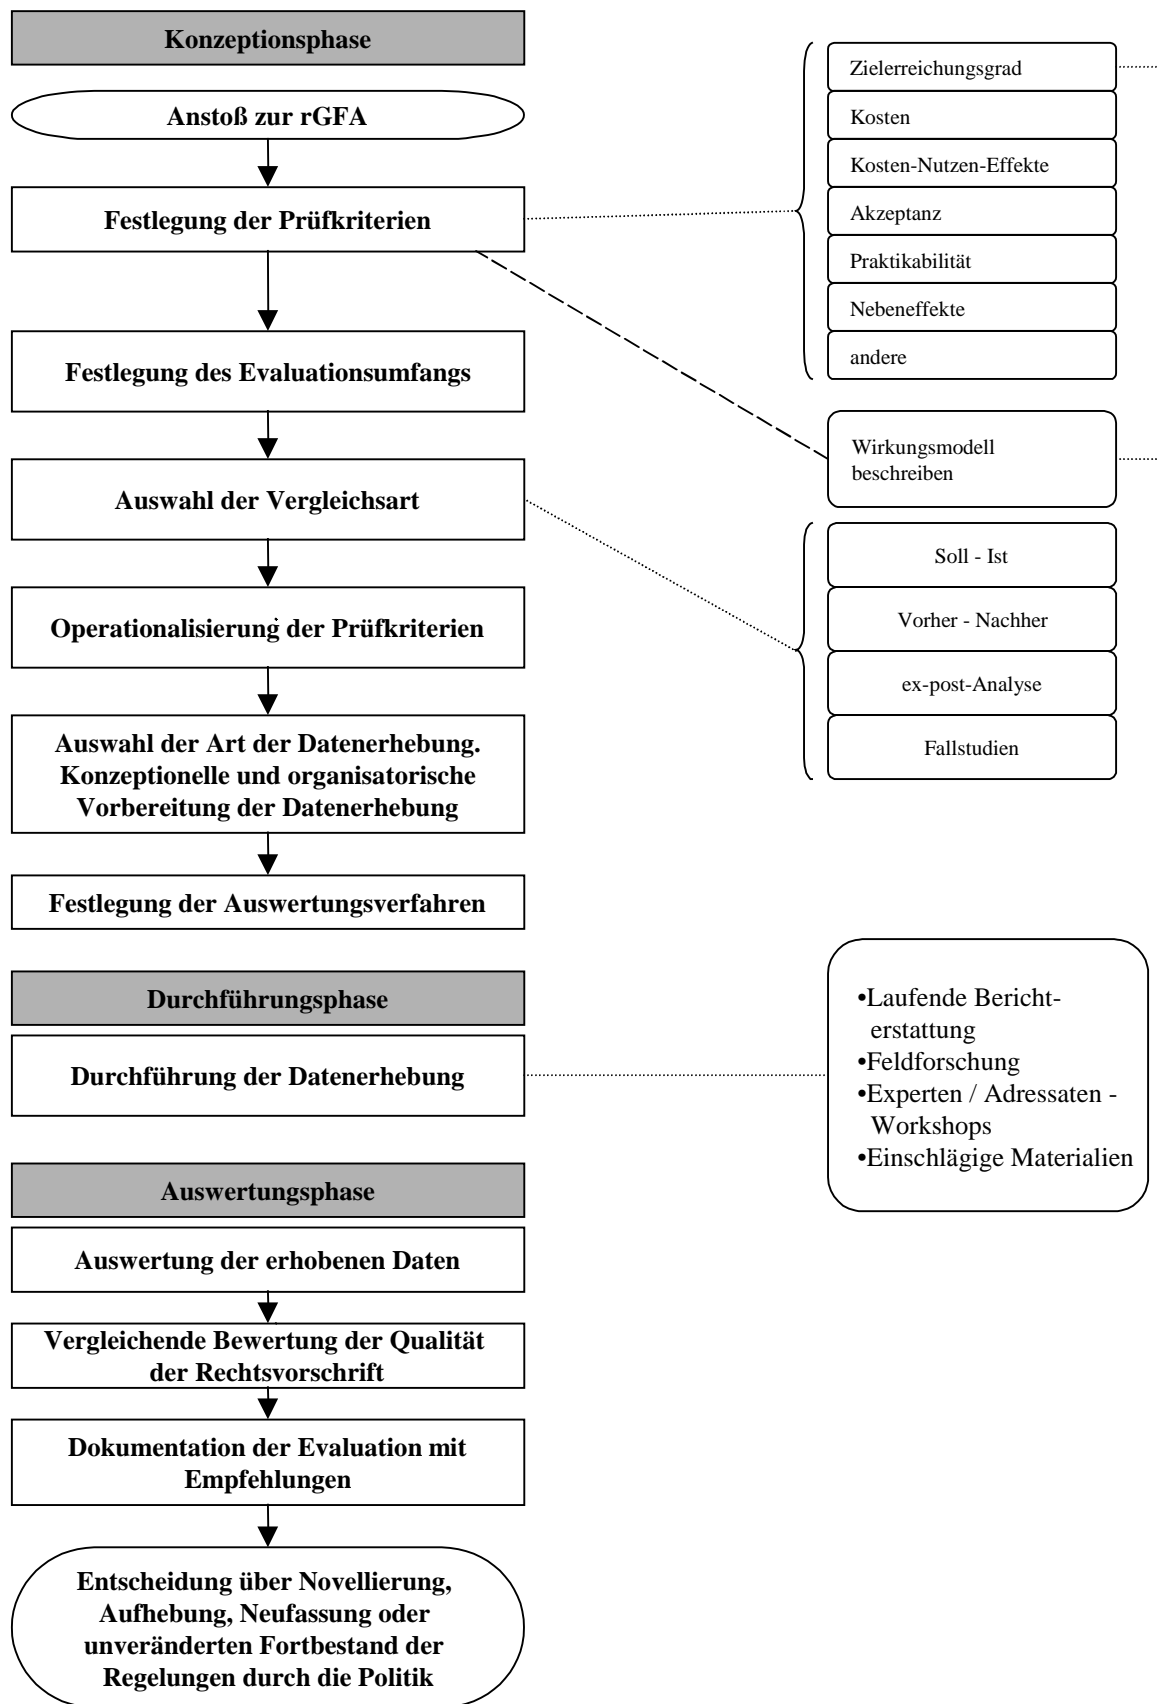 Konzeptionsphase
Anstoß zur rGFA
Festlegung der Prüfkriterien
Festlegung des Evaluationsumfangs
Auswahl der Vergleichsart
Operationalisierung der Prüfkriterien
Auswahl der Art der Datenerhebung.
Konzeptionelle und organisatorische
Vorbereitung der Datenerhebung
Festlegung der Auswertungsverfahren
Zielerreichungsgrad
Kosten
Kosten-Nutzen-Effekte
Akzeptanz
Praktikabilität
Nebeneffekte
andere
Wirkungsmodell
beschreiben
Soll - Ist
Vorher - Nachher
ex-post-Analyse
Fallstudien
Durchführungsphase
Durchführung der Datenerhebung
•Laufende Bericht-
erstattung
•Feldforschung
•Experten / Adressaten -
Workshops
•Einschlägige Materialien
Auswertungsphase
Auswertung der erhobenen Daten
Vergleichende Bewertung der Qualität
der Rechtsvorschrift
Dokumentation der Evaluation mit
Empfehlungen
Entscheidung über Novellierung,
Aufhebung, Neufassung oder
unveränderten Fortbestand der
Regelungen durch die Politik